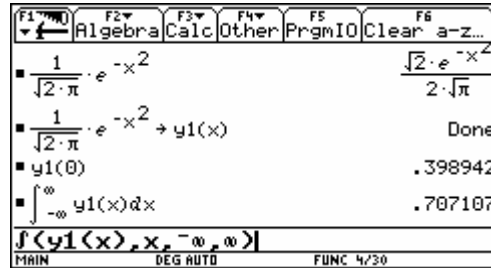 F1 F2 F3 F4 F5 F6
Algebra Calc Other PrgmIO Clear a-z…
1/√(2·π) · e^(-x^2)    √2·e^(-x^2)/(2·√π)
1/√(2·π) · e^(-x^2) → y1(x)    Done
y1(0)    .398942
∫_(-∞)^∞ y1(x)dx    .707107
∫(y1(x),x,⁻∞,∞)
MAIN DEG AUTO FUNC 4/30